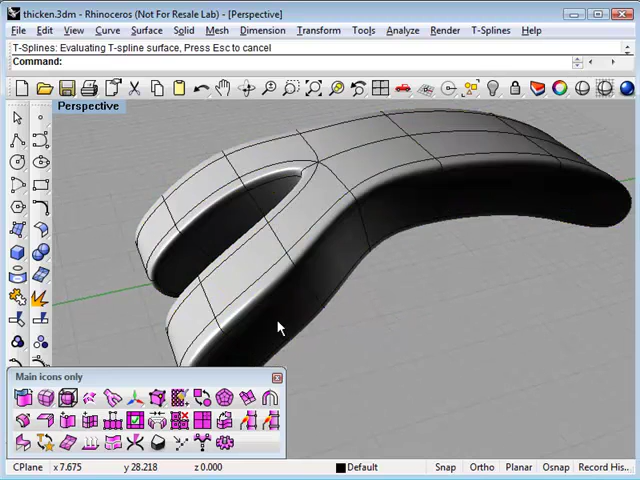 thicken.3dm - Rhinoceros (Not For Resale Lab) - [Perspective]
File Edit View Curve Surface Solid Mesh Dimension Transform Tools Analyze Render T-Splines Help
T-Splines: Evaluating T-spline surface, Press Esc to cancel
Command:
Perspective
Main icons only
CPlane x 7.675 y 28.218 z 0.000 Default Snap Ortho Planar Osnap Record His...